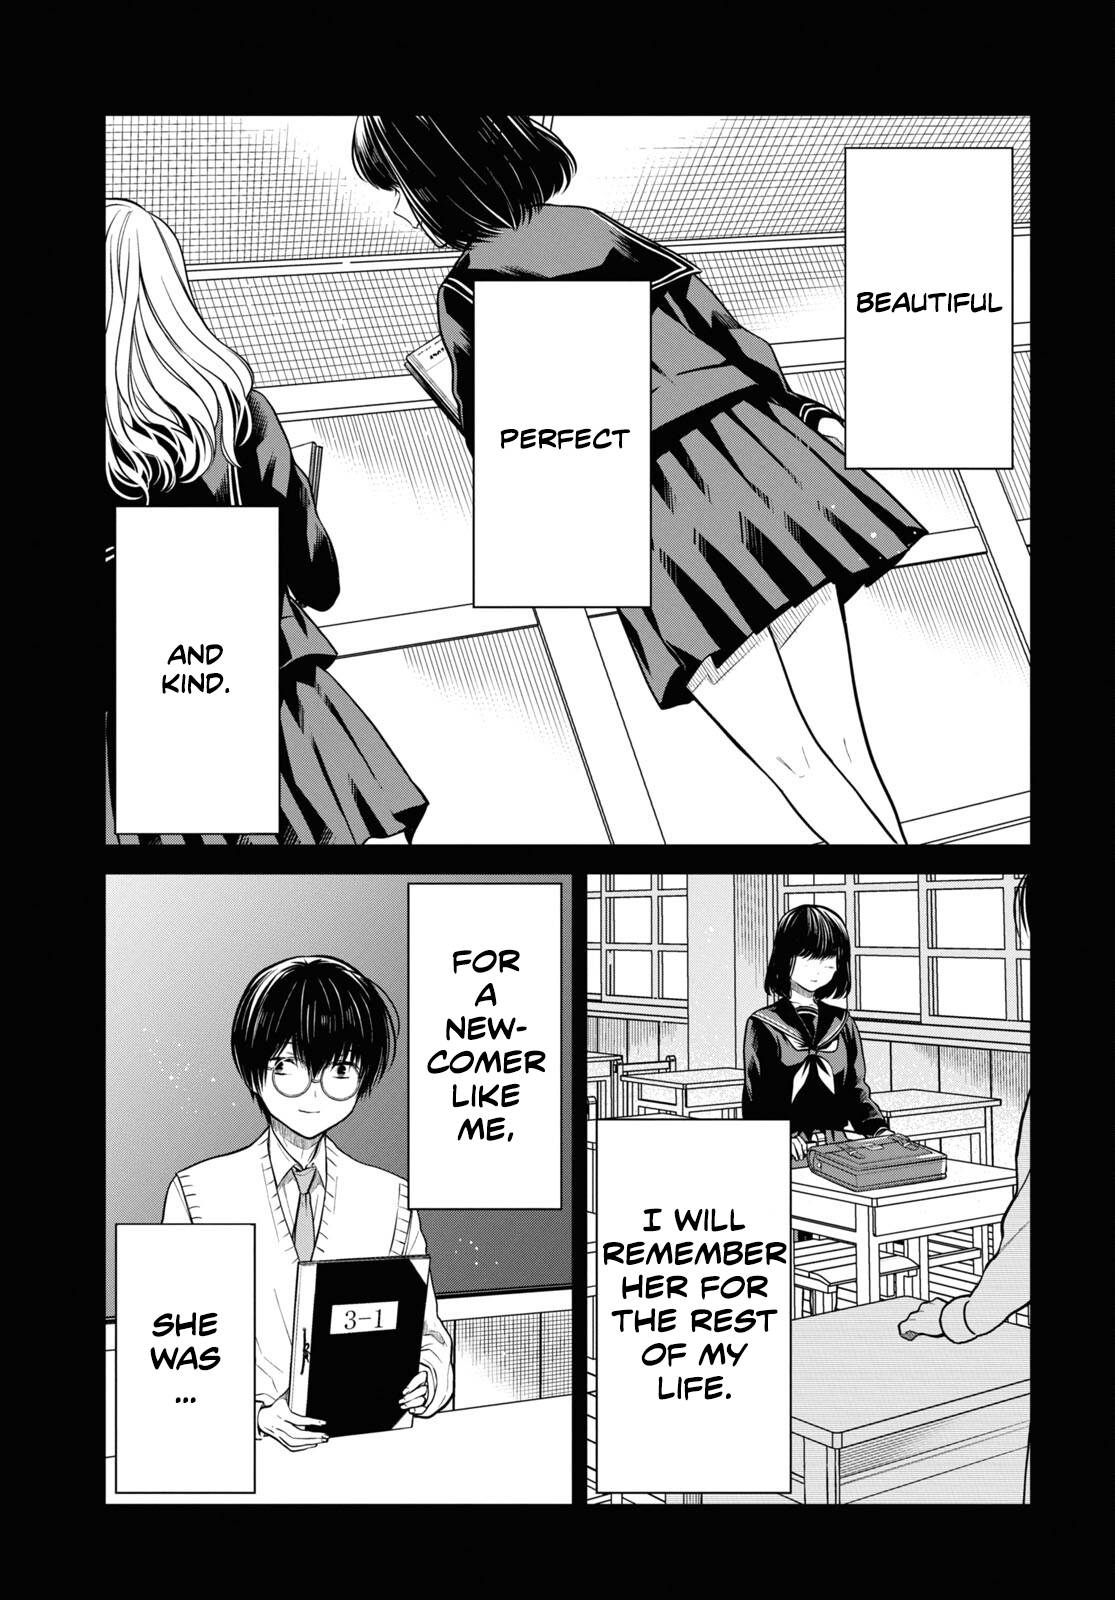 BEAUTIFUL
PERFECT
AND
KIND.
I WILL
REMEMBER
HER FOR
THE REST
OF MY
LIFE.
FOR
A
NEW-
COMER
LIKE
ME,
3-1
SHE
WAS
...